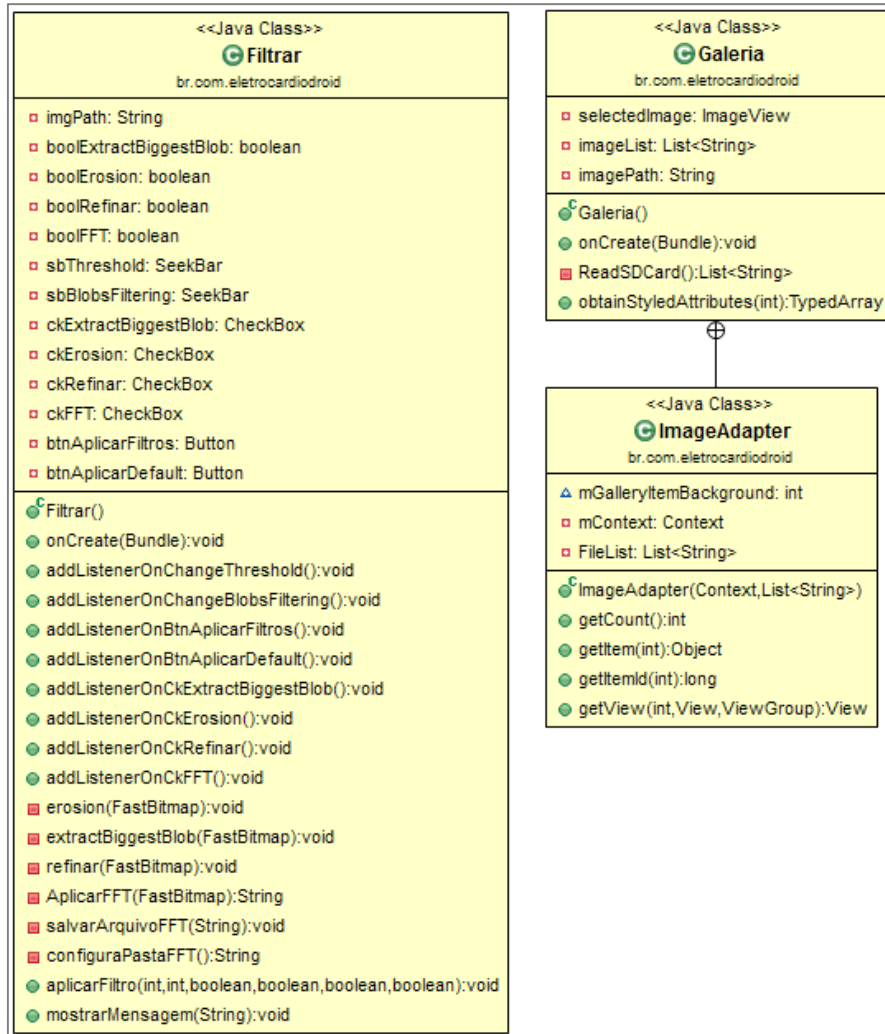 <<Java Class>>
Filtrar
br.com.eletrocardiodroid
imgPath: String
boolExtractBiggestBlob: boolean
boolErosion: boolean
boolRefinar: boolean
boolFFT: boolean
sbThreshold: SeekBar
sbBlobsFiltering: SeekBar
ckExtractBiggestBlob: CheckBox
ckErosion: CheckBox
ckRefinar: CheckBox
ckFFT: CheckBox
btnAplicarFiltros: Button
btnAplicarDefault: Button
Filtrar()
onCreate(Bundle):void
addListenerOnChangeThreshold():void
addListenerOnChangeBlobsFiltering():void
addListenerOnBtnAplicarFiltros():void
addListenerOnBtnAplicarDefault():void
addListenerOnCkExtractBiggestBlob():void
addListenerOnCkErosion():void
addListenerOnCkRefinar():void
addListenerOnCkFFT():void
erosion(FastBitmap):void
extractBiggestBlob(FastBitmap):void
refinar(FastBitmap):void
AplicarFFT(FastBitmap):String
salvarArquivoFFT(String):void
configuraPastaFFT():String
aplicarFiltro(int,int,boolean,boolean,boolean,boolean):void
mostrarMensagem(String):void
<<Java Class>>
Galeria
br.com.eletrocardiodroid
selectedImage: ImageView
imageList: List<String>
imagePath: String
Galeria()
onCreate(Bundle):void
ReadSDCard():List<String>
obtainStyledAttributes(int):TypedArray
<<Java Class>>
ImageAdapter
br.com.eletrocardiodroid
mGalleryItemBackground: int
mContext: Context
FileList: List<String>
ImageAdapter(Context,List<String>)
getCount():int
getItem(int):Object
getItemId(int):long
getView(int,View,ViewGroup):View